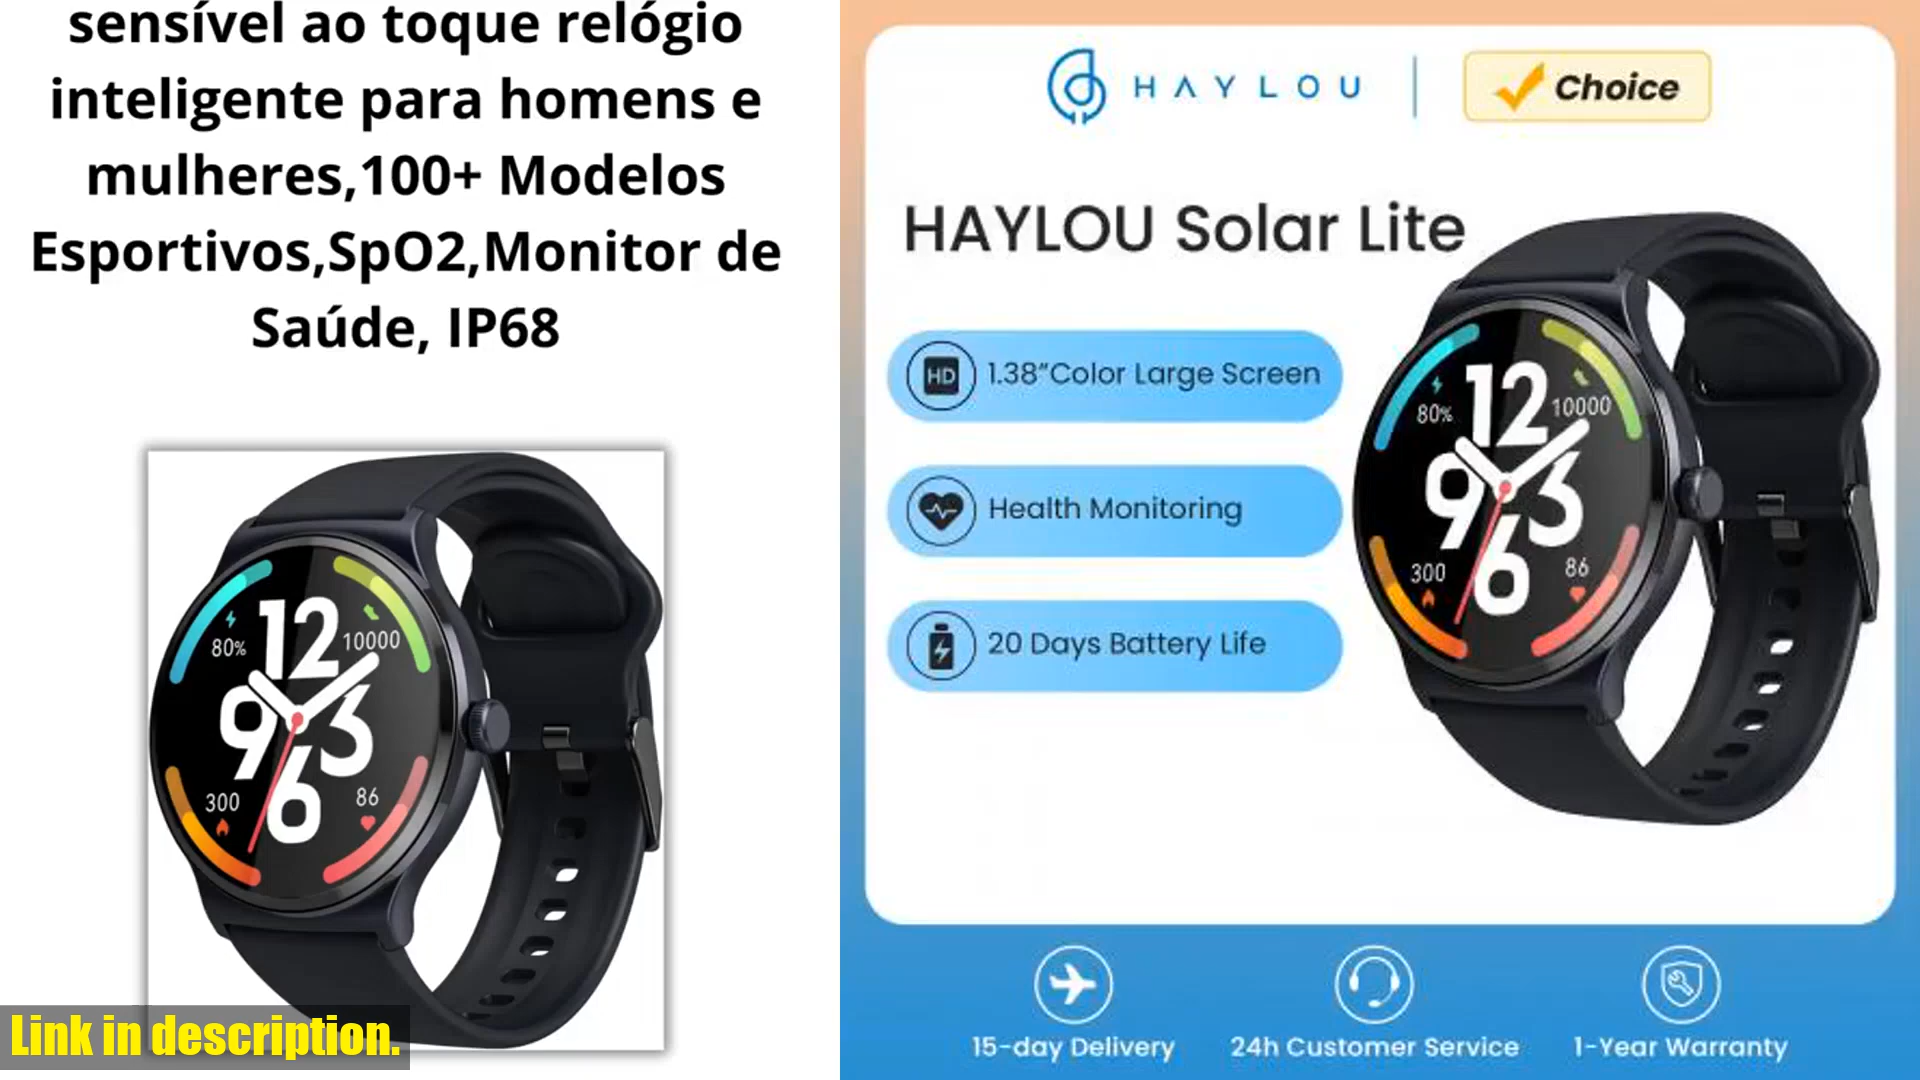 sensível ao toque relógio
inteligente para homens e
mulheres,100+ Modelos
Esportivos,SpO2,Monitor de
Saúde, IP68
12
80%
10000
9
3
300
6
86
Link in description.
HAYLOU
Choice
HAYLOU Solar Lite
HD
1.38”Color Large Screen
Health Monitoring
20 Days Battery Life
12
80%
10000
9
3
300
6
86
15-day Delivery
24h Customer Service
1-Year Warranty